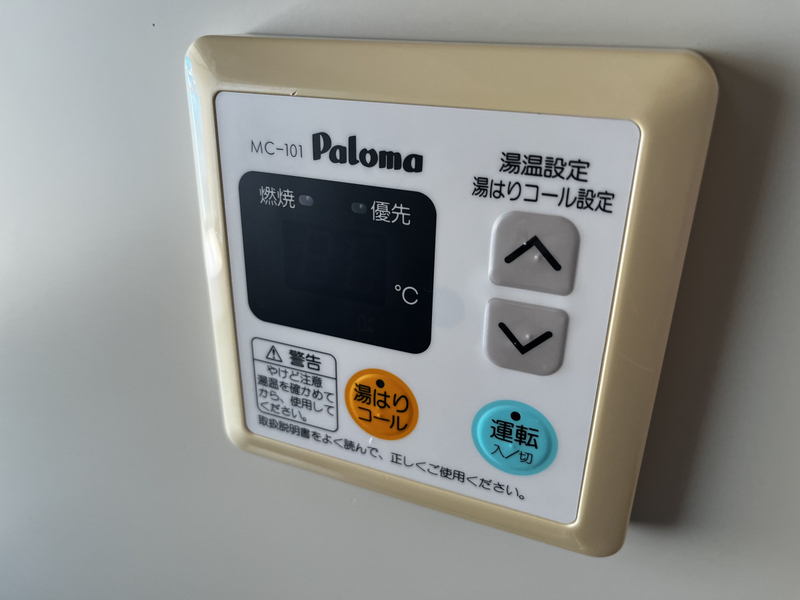 MC-101 Paloma
湯温設定
湯はりコール設定
燃焼
優先
℃
警告
やけど注意
湯温を確かめて
から、使用して
ください。
湯はり
コール
運転
入/切
取扱説明書をよく読んで、正しくご使用ください。